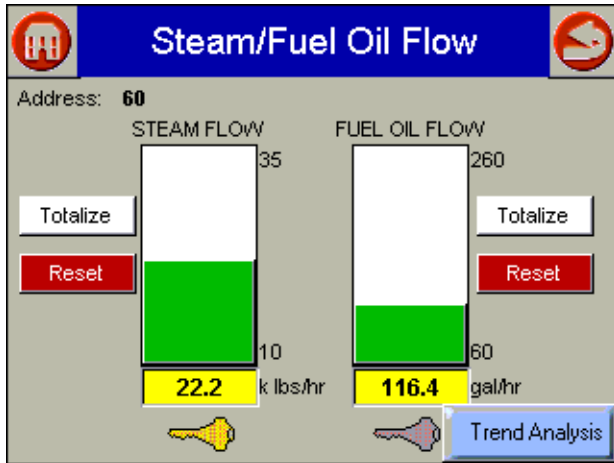 Steam/Fuel Oil Flow
Address: 60
STEAM FLOW
FUEL OIL FLOW
35
260
Totalize
Totalize
Reset
Reset
10
60
22.2
k lbs/hr
116.4
gal/hr
Trend Analysis